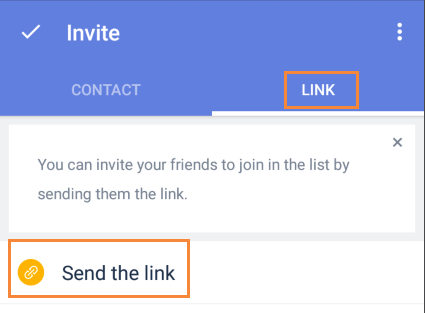 Invite
CONTACT
LINK
You can invite your friends to join in the list by
sending them the link.
Send the link